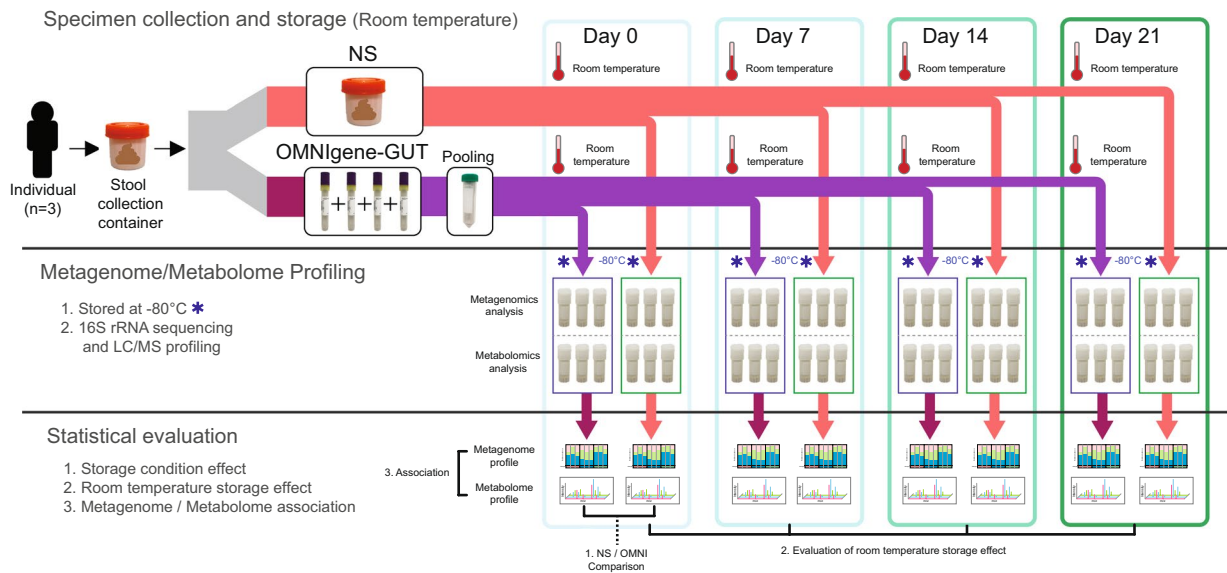 Specimen collection and storage (Room temperature)
Day 0
Day 7
Day 14
Day 21
NS
Room temperature
Room temperature
Room temperature
Room temperature
Individual
(n=3)
Stool
collection
container
OMNIgene-GUT
+
+
+
Pooling
Room
temperature
Room
temperature
Room
temperature
Room
temperature
Metagenome/Metabolome Profiling
1. Stored at -80°C *
2. 16S rRNA sequencing
and LC/MS profiling
* -80°C *
* -80°C *
* -80°C *
* -80°C *
Metagenomics
analysis
Metabolomics
analysis
Statistical evaluation
1. Storage condition effect
2. Room temperature storage effect
3. Metagenome / Metabolome association
3. Association
Metagenome
profile
Metabolome
profile
1. NS / OMNI
Comparison
2. Evaluation of room temperature storage effect